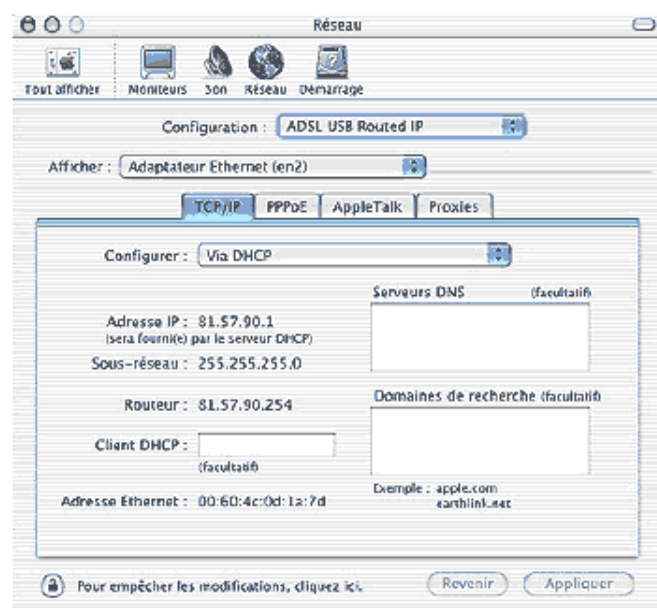 Réseau
Tout afficher Moniteurs Son Réseau Démarrage
Configuration : ADSL USB Routed IP
Afficher : Adaptateur Ethernet (en2)
TCP/IP PPPoE AppleTalk Proxies
Configurer : Via DHCP
Serveurs DNS (facultatif)
Adresse IP : 81.57.90.1
(sera fourni(e) par le serveur DHCP)
Sous-réseau : 255.255.255.0
Routeur : 81.57.90.254
Domaines de recherche (facultatif)
Client DHCP :
(facultatif)
Exemple : apple.com
earthlink.net
Adresse Ethernet : 00:60:4c:0d:1a:7d
Pour empêcher les modifications, cliquez ici.
Revenir Appliquer